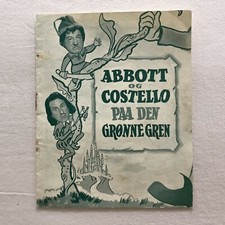 ABBOTT
OG
COSTELLO
PAA DEN
GRØNNE GREN